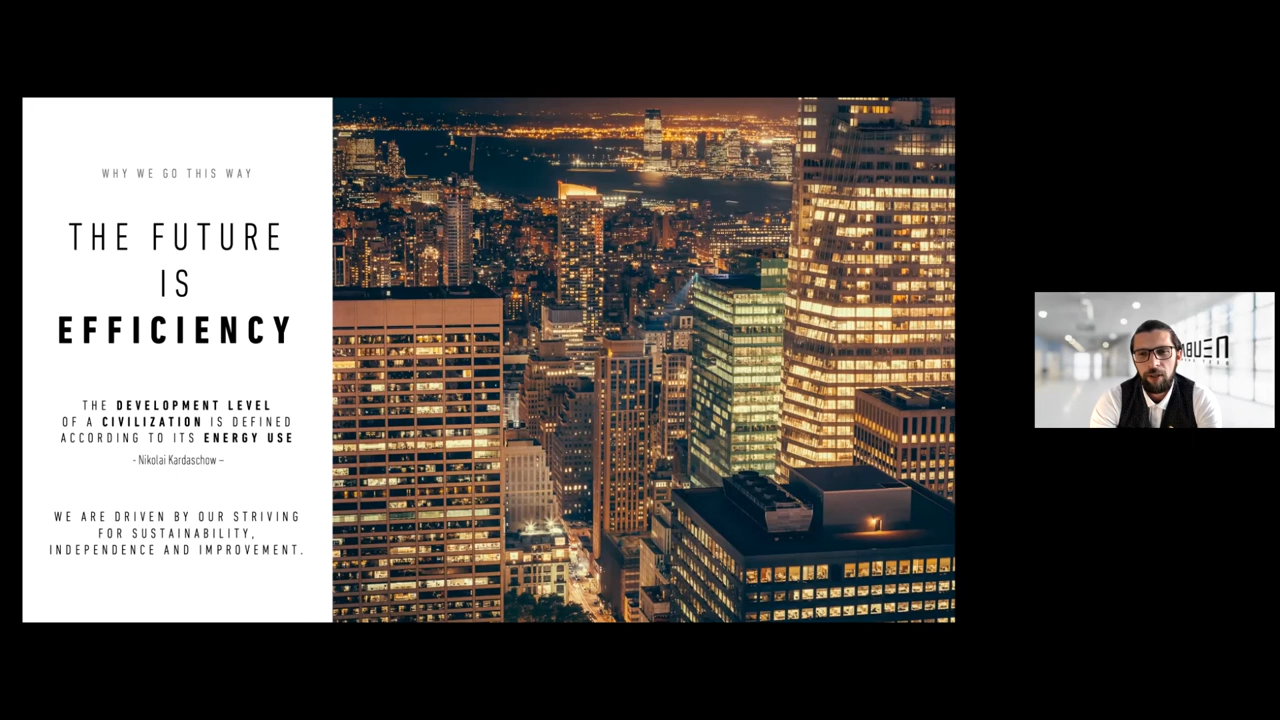 WHY WE GO THIS WAY
THE FUTURE
IS
EFFICIENCY
THE DEVELOPMENT LEVEL
OF A CIVILIZATION IS DEFINED
ACCORDING TO ITS ENERGY USE
- Nikolai Kardaschow –
WE ARE DRIVEN BY OUR STRIVING
FOR SUSTAINABILITY,
INDEPENDENCE AND IMPROVEMENT.